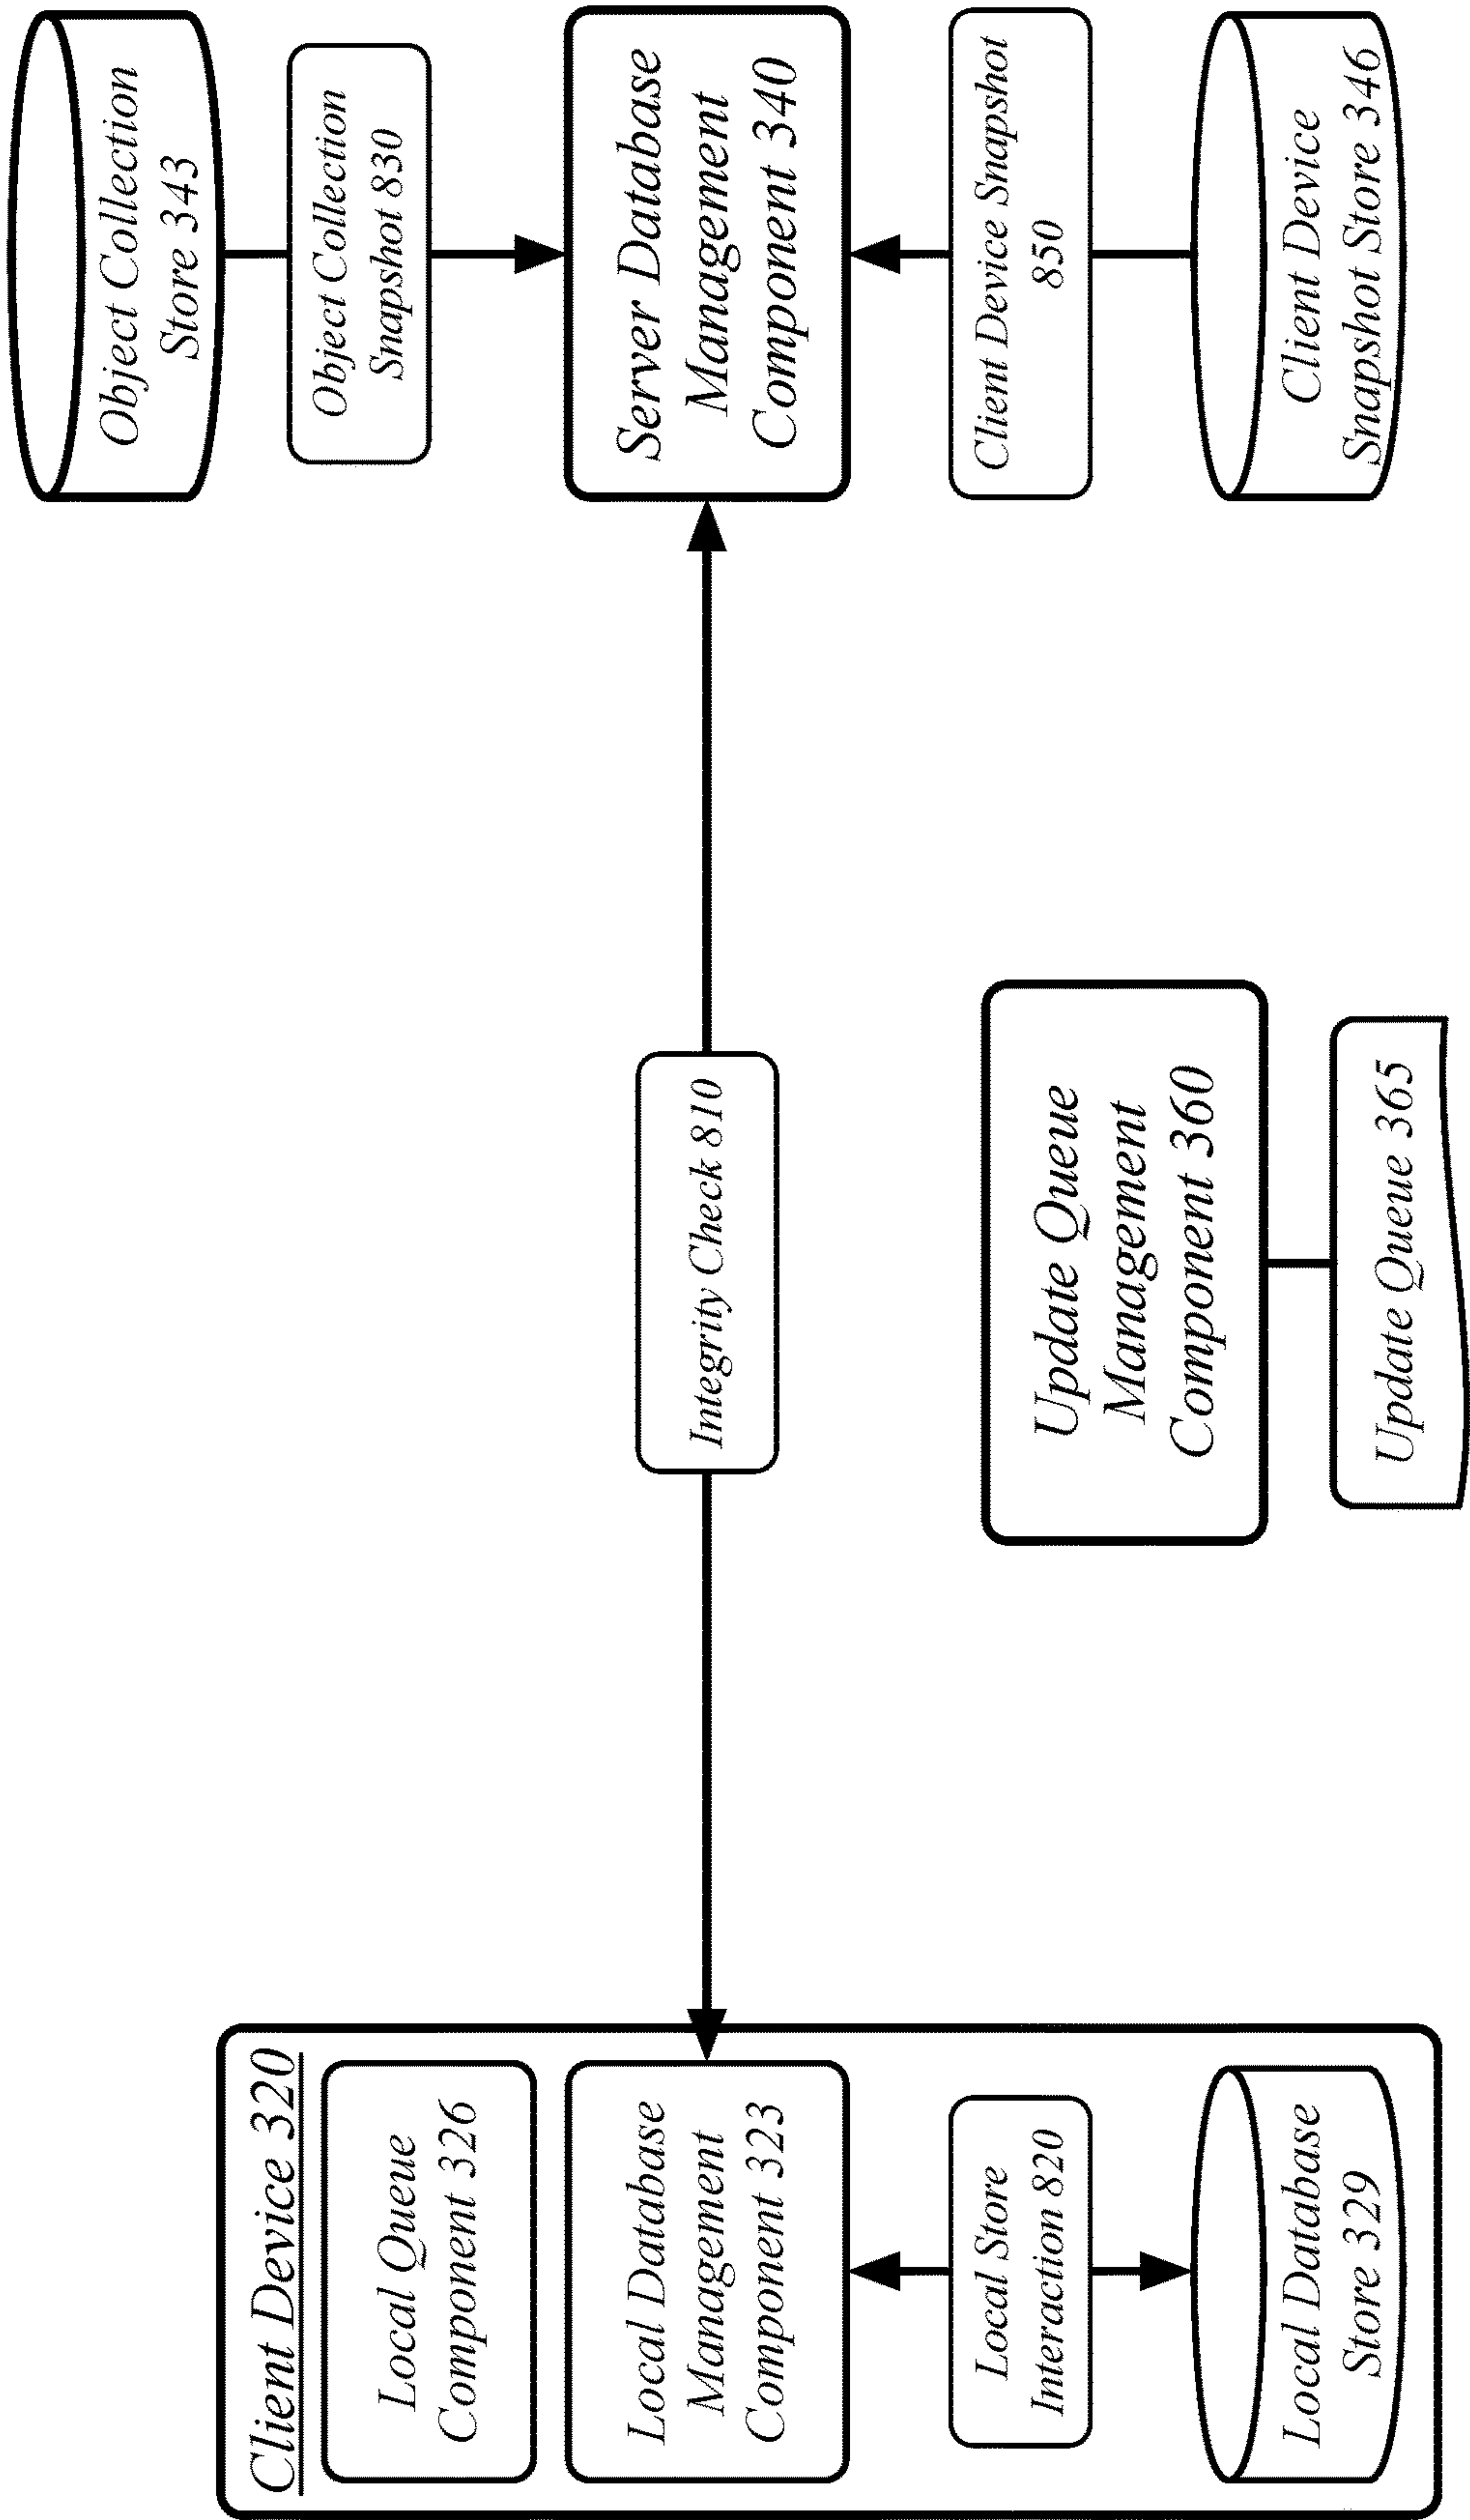 Client Device 320
Local Queue
Component 326
Local Database
Management
Component 323
Local Store
Interaction 820
Local Database
Store 329
Integrity Check 810
Update Queue
Management
Component 360
Update Queue 365
Object Collection
Store 343
Object Collection
Snapshot 830
Server Database
Management
Component 340
Client Device Snapshot
850
Client Device
Snapshot Store 346